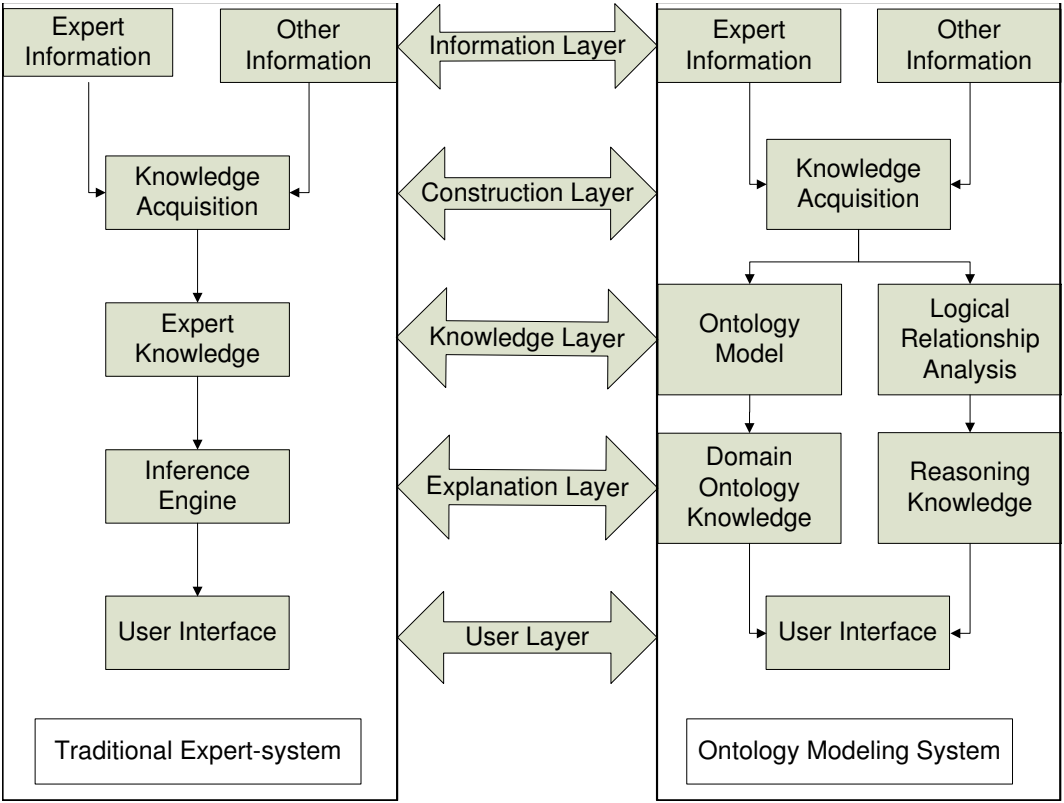 Expert
Information
Other
Information
Information Layer
Expert
Information
Other
Information
Knowledge
Acquisition
Construction Layer
Knowledge
Acquisition
Expert
Knowledge
Knowledge Layer
Ontology
Model
Logical
Relationship
Analysis
Inference
Engine
Explanation Layer
Domain
Ontology
Knowledge
Reasoning
Knowledge
User Interface
User Layer
User Interface
Traditional Expert-system
Ontology Modeling System